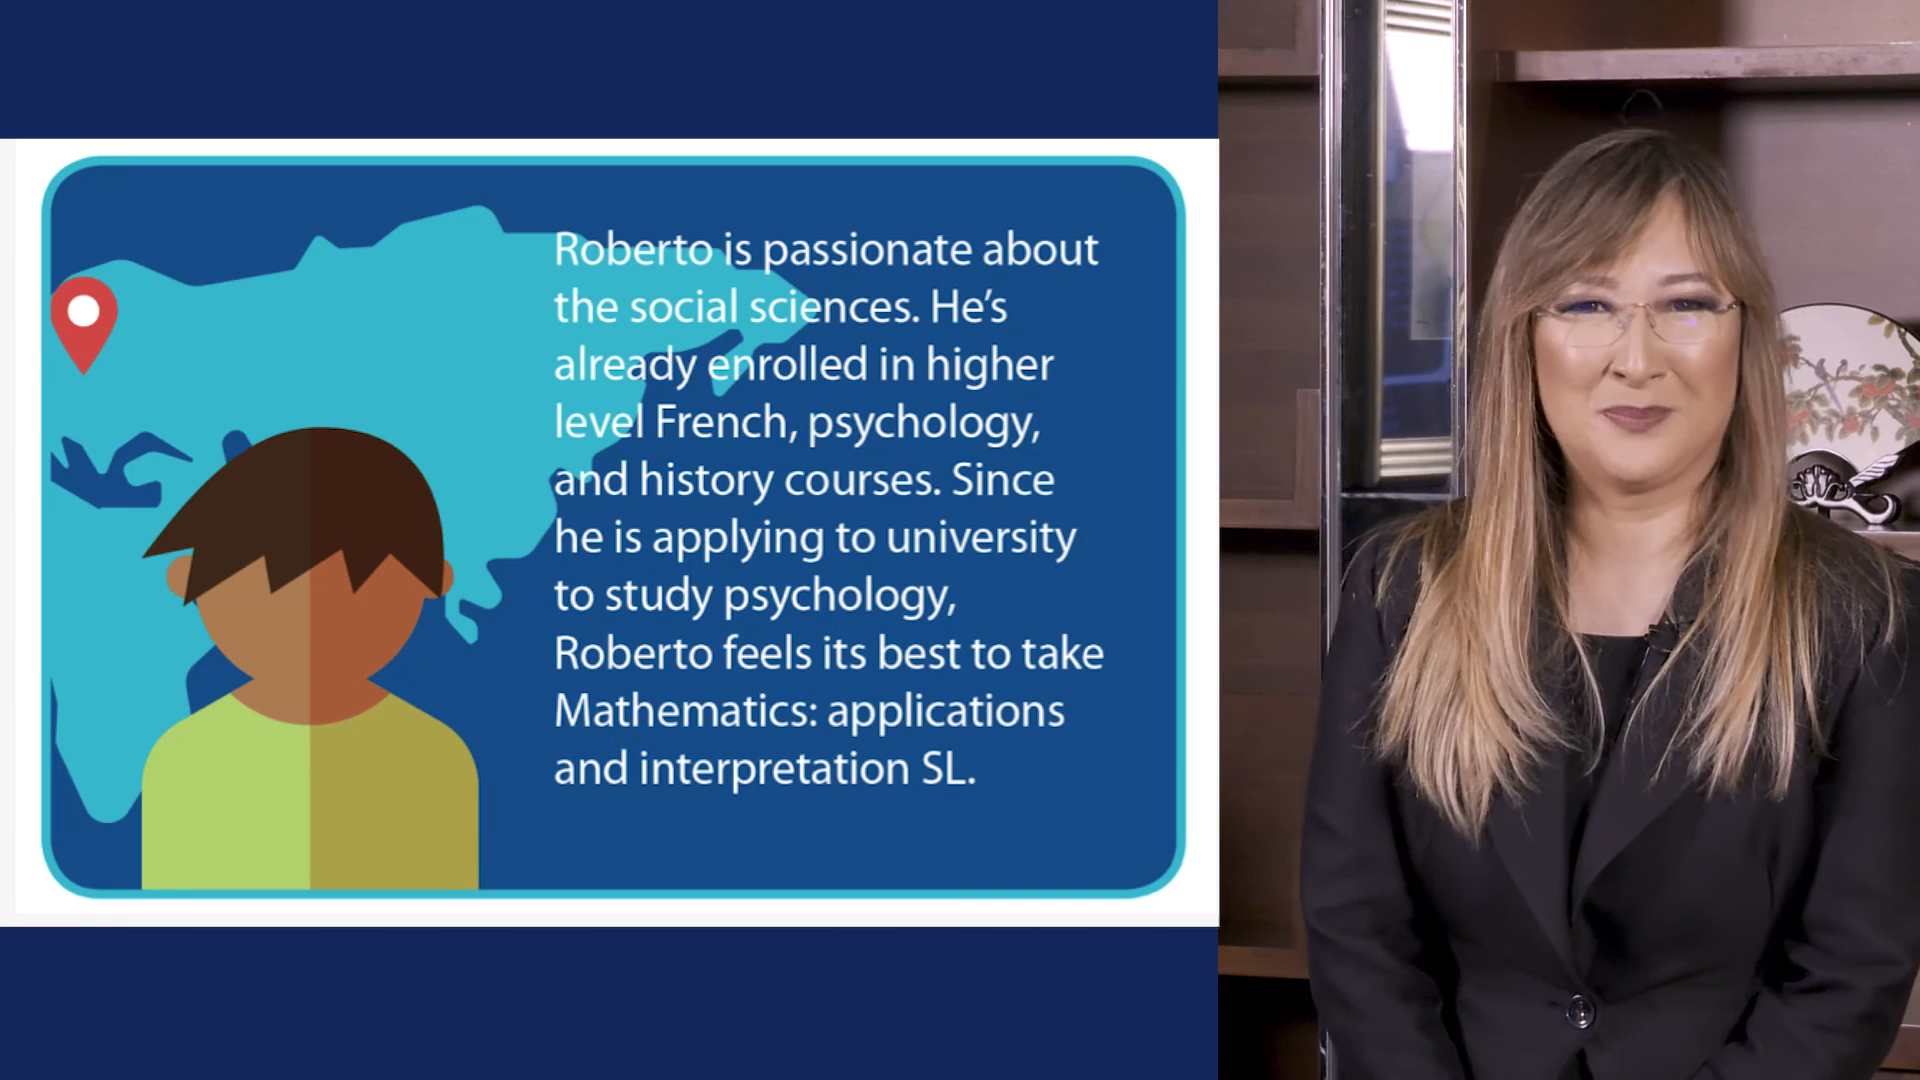 Roberto is passionate about
the social sciences. He's
already enrolled in higher
level French, psychology,
and history courses. Since
he is applying to university
to study psychology,
Roberto feels its best to take
Mathematics: applications
and interpretation SL.